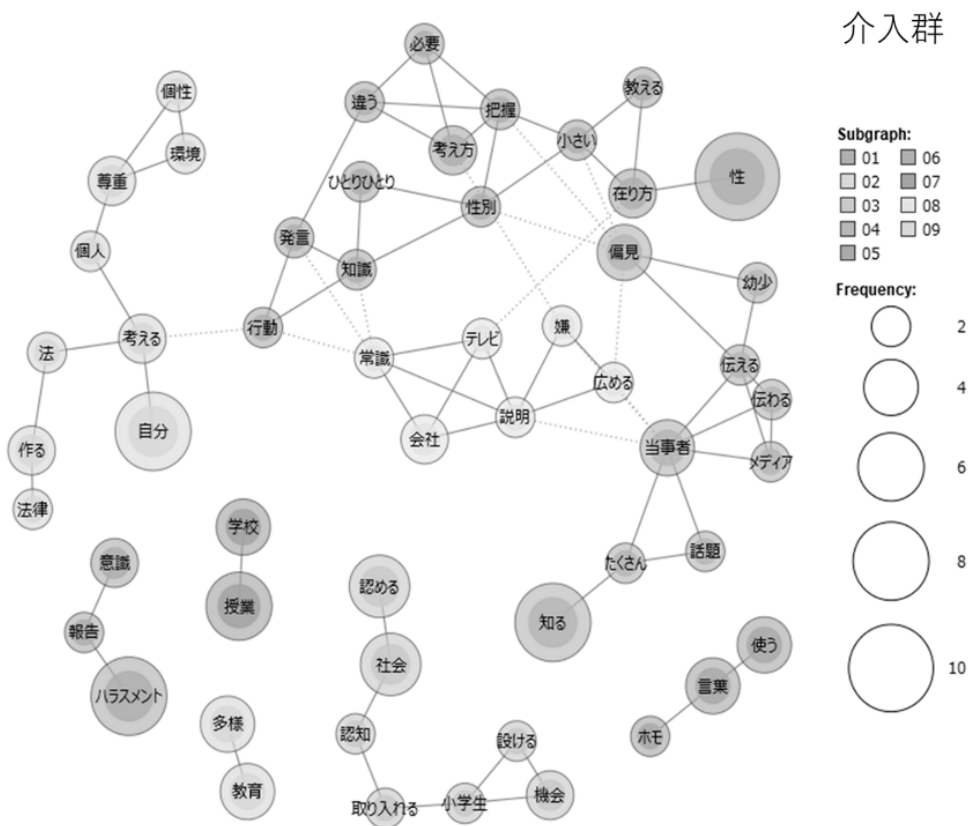 介入群
必要
個性
教える
違う
把握
小さい
環境
考え方
性
尊重
ひとりひとり
在り方
性別
発言
個人
偏見
知識
幼少
行動
考える
テレビ
嫌
法
常識
伝える
広める
伝わる
説明
自分
会社
当事者
作る
メディア
法律
学校
話題
意識
たくさん
認める
授業
知る
報告
使う
社会
言葉
ハラスメント
多様
認知
設ける
ホモ
教育
機会
取り入れる
小学生
Subgraph:
01 06
02 07
03 08
04 09
05
Frequency:
2
4
6
8
10